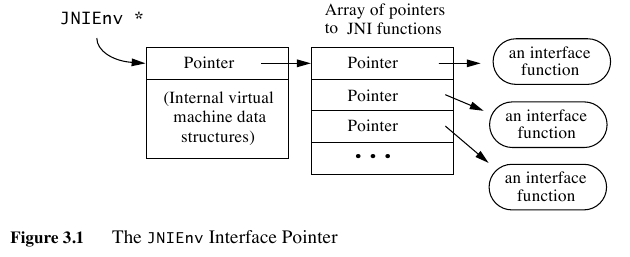 JNIEnv *
Array of pointers
to JNI functions
Pointer
(Internal virtual
machine data
structures)
Pointer
Pointer
Pointer
• • •
an interface
function
an interface
function
an interface
function
Figure 3.1 The JNIEnv Interface Pointer